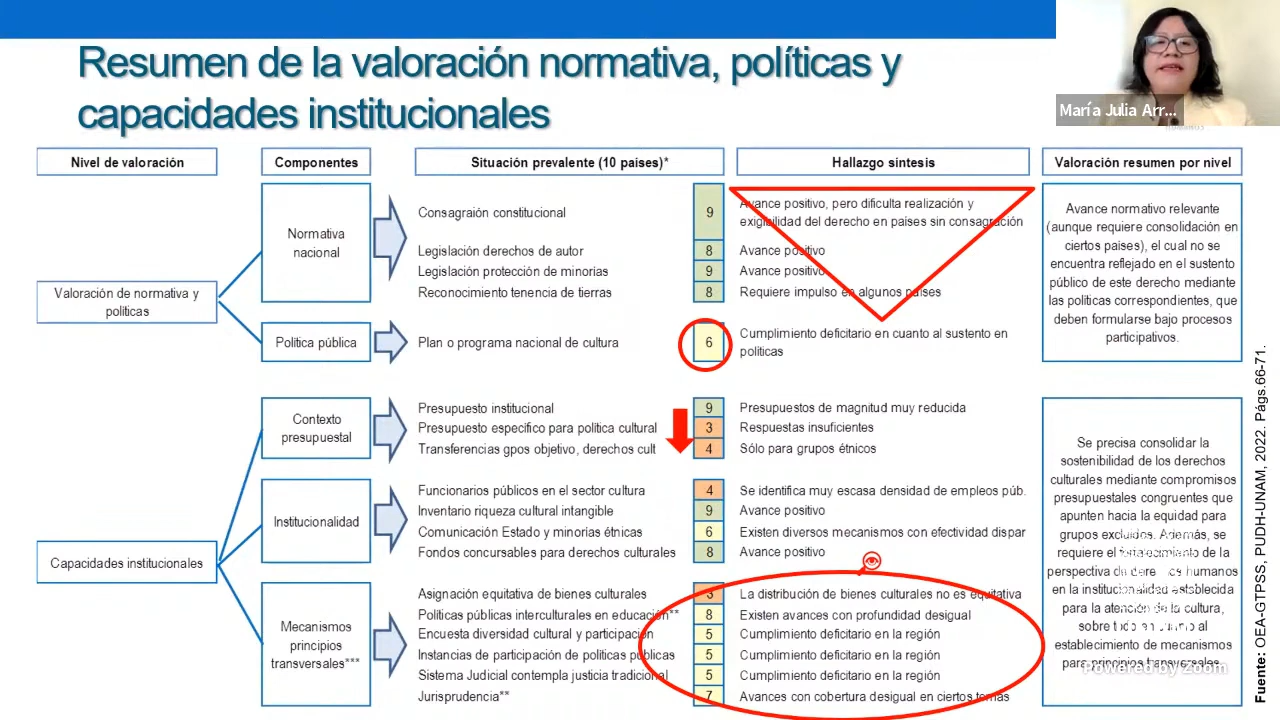 Resumen de la valoración normativa, políticas y
capacidades institucionales
María Julia Arr...
Nivel de valoración
Componentes
Situación prevalente (10 países)*
Hallazgo síntesis
Valoración resumen por nivel
Valoración de normativa y
políticas
Normativa
nacional
Consagraión constitucional
9
Avance positivo, pero dificulta realización y
exigibilidad del derecho en países sin consagración
Legislación derechos de autor
8
Avance positivo
Legislación protección de minorías
9
Avance positivo
Reconocimiento tenencia de tierras
8
Requiere impulso en algunos países
Política pública
Plan o programa nacional de cultura
6
Cumplimiento deficitario en cuanto al sustento en
políticas
Avance normativo relevante
(aunque requiere consolidación en
ciertos países), el cual no se
encuentra reflejado en el sustento
público de este derecho mediante
las políticas correspondientes, que
deben formularse bajo procesos
participativos.
Capacidades institucionales
Contexto
presupuestal
Presupuesto institucional
9
Presupuestos de magnitud muy reducida
Presupuesto específico para política cultural
3
Respuestas insuficientes
Transferencias gpos objetivo, derechos cult
4
Sólo para grupos étnicos
Institucionalidad
Funcionarios públicos en el sector cultura
4
Se identifica muy escasa densidad de empleos púb.
Inventario riqueza cultural intangible
9
Avance positivo
Comunicación Estado y minorías étnicas
6
Existen diversos mecanismos con efectividad dispar
Fondos concursables para derechos culturales
8
Avance positivo
Mecanismos
principios
transversales***
Asignación equitativa de bienes culturales
3
La distribución de bienes culturales no es equitativa
Políticas públicas interculturales en educación**
8
Existen avances con profundidad desigual
Encuesta diversidad cultural y participación
5
Cumplimiento deficitario en la región
Instancias de participación de políticas públicas
5
Cumplimiento deficitario en la región
Sistema Judicial contempla justicia tradicional
5
Cumplimiento deficitario en la región
Jurisprudencia**
7
Avances con cobertura desigual en ciertos temas
Se precisa consolidar la
sostenibilidad de los derechos
culturales mediante compromisos
presupuestales congruentes que
apunten hacia la equidad para
grupos excluidos. Además, se
requiere el de la
perspectiva de derechos humanos
en la institucionalidad establecida
para la atención de la cultura,
sobre todo en cuanto al
establecimiento de mecanismos
para principios transversales.
Powered by Zoom
Fuente: OEA-GTPSS, PUDH-UNAM, 2022. Págs.66-71.